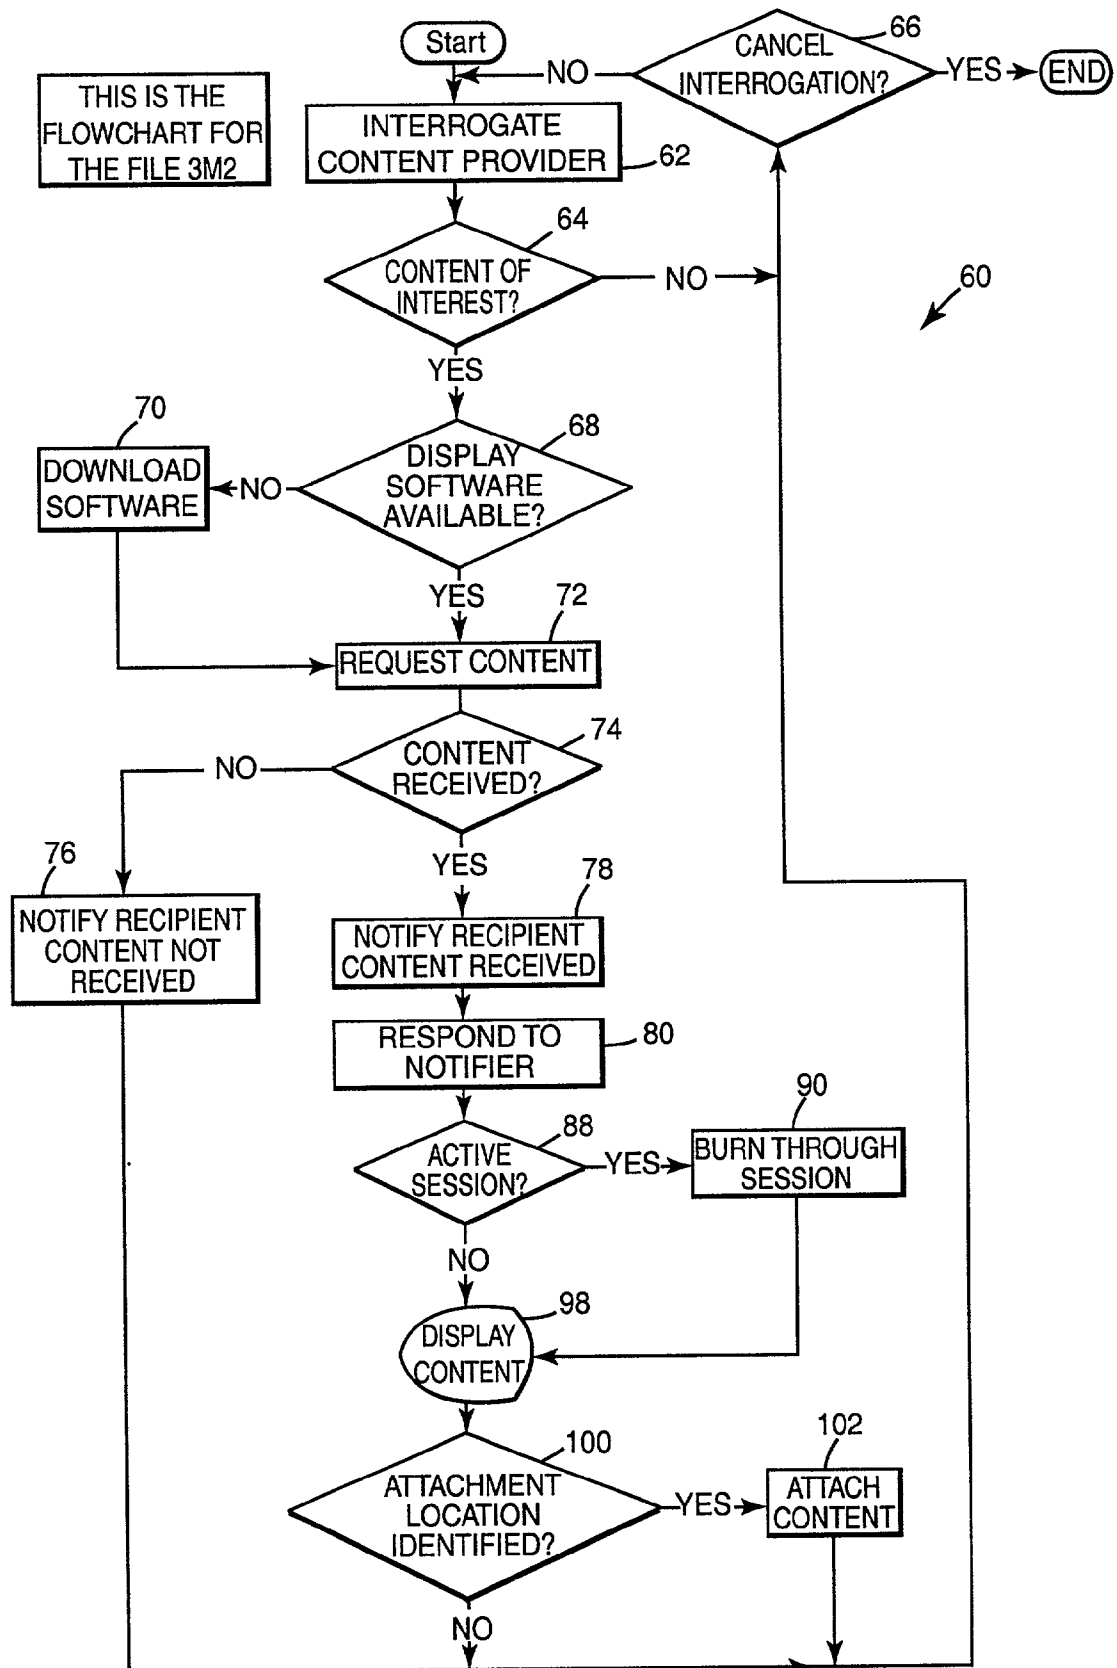 Start
66
CANCEL
INTERROGATION?
NO
YES
END
THIS IS THE
FLOWCHART FOR
THE FILE 3M2
INTERROGATE
CONTENT PROVIDER
62
64
CONTENT OF
INTEREST?
NO
60
YES
70
68
DOWNLOAD
SOFTWARE
NO
DISPLAY
SOFTWARE
AVAILABLE?
YES
72
REQUEST CONTENT
74
CONTENT
RECEIVED?
NO
YES
76
78
NOTIFY RECIPIENT
CONTENT NOT
RECEIVED
NOTIFY RECIPIENT
CONTENT RECEIVED
RESPOND TO
NOTIFIER
80
88
90
ACTIVE
SESSION?
YES
BURN THROUGH
SESSION
NO
98
DISPLAY
CONTENT
100
102
ATTACHMENT
LOCATION
IDENTIFIED?
YES
ATTACH
CONTENT
NO